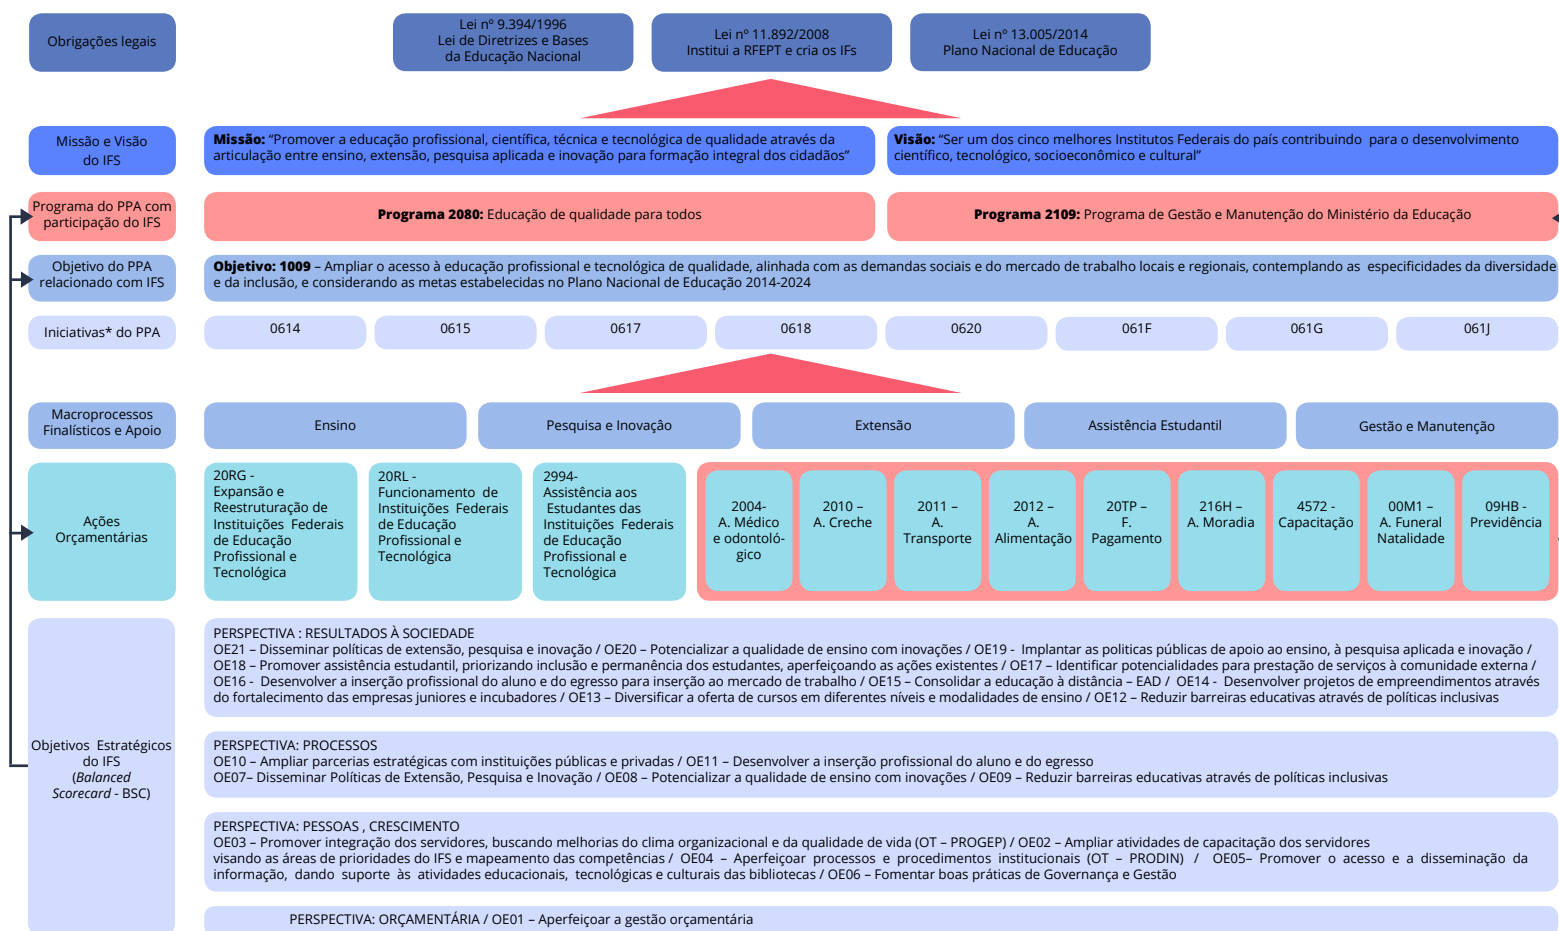 Obrigações legais
Lei nº 9.394/1996
Lei de Diretrizes e Bases
da Educação Nacional
Lei nº 11.892/2008
Institui a RFEPT e cria os IFs
Lei nº 13.005/2014
Plano Nacional de Educação
Missão e Visão
do IFS
Missão: “Promover a educação profissional, científica, técnica e tecnológica de qualidade através da
articulação entre ensino, extensão, pesquisa aplicada e inovação para formação integral dos cidadãos”
Visão: “Ser um dos cinco melhores Institutos Federais do país contribuindo para o desenvolvimento
científico, tecnológico, socioeconômico e cultural”
Programa do PPA com
participação do IFS
Programa 2080: Educação de qualidade para todos
Programa 2109: Programa de Gestão e Manutenção do Ministério da Educação
Objetivo do PPA
relacionado com IFS
Objetivo: 1009 – Ampliar o acesso à educação profissional e tecnológica de qualidade, alinhada com as demandas sociais e do mercado de trabalho locais e regionais, contemplando as especificidades da diversidade
e da inclusão, e considerando as metas estabelecidas no Plano Nacional de Educação 2014-2024
Iniciativas* do PPA
0614
0615
0617
0618
0620
061F
061G
061J
Macroprocessos
Finalísticos e Apoio
Ensino
Pesquisa e Inovação
Extensão
Assistência Estudantil
Gestão e Manutenção
Ações
Orçamentárias
20RG -
Expansão e
Reestruturação de
Instituições Federais
de Educação
Profissional e
Tecnológica
20RL -
Funcionamento de
Instituições Federais
de Educação
Profissional e
Tecnológica
2994-
Assistência aos
Estudantes das
Instituições Federais
de Educação
Profissional e
Tecnológica
2004-
A. Médico
e odontoló-
gico
2010 –
A. Creche
2011 –
A.
Transporte
2012 –
A.
Alimentação
20TP –
F.
Pagamento
216H –
A. Moradia
4572 -
Capacitação
00M1 –
A. Funeral
Natalidade
09HB -
Previdência
Objetivos Estratégicos
do IFS
(Balanced
Scorecard - BSC)
PERSPECTIVA : RESULTADOS À SOCIEDADE
OE21 – Disseminar políticas de extensão, pesquisa e inovação / OE20 – Potencializar a qualidade de ensino com inovações / OE19 - Implantar as politicas públicas de apoio ao ensino, à pesquisa aplicada e inovação /
OE18 – Promover assistência estudantil, priorizando inclusão e permanência dos estudantes, aperfeiçoando as ações existentes / OE17 – Identificar potencialidades para prestação de serviços à comunidade externa /
OE16 - Desenvolver a inserção profissional do aluno e do egresso para inserção ao mercado de trabalho / OE15 – Consolidar a educação à distância – EAD / OE14 - Desenvolver projetos de empreendimentos através
do fortalecimento das empresas juniores e incubadores / OE13 – Diversificar a oferta de cursos em diferentes níveis e modalidades de ensino / OE12 – Reduzir barreiras educativas através de políticas inclusivas
PERSPECTIVA: PROCESSOS
OE10 – Ampliar parcerias estratégicas com instituições públicas e privadas / OE11 – Desenvolver a inserção profissional do aluno e do egresso
OE07– Disseminar Políticas de Extensão, Pesquisa e Inovação / OE08 – Potencializar a qualidade de ensino com inovações / OE09 – Reduzir barreiras educativas através de políticas inclusivas
PERSPECTIVA: PESSOAS , CRESCIMENTO
OE03 – Promover integração dos servidores, buscando melhorias do clima organizacional e da qualidade de vida (OT – PROGEP) / OE02 – Ampliar atividades de capacitação dos servidores
visando as áreas de prioridades do IFS e mapeamento das competências / OE04 – Aperfeiçoar processos e procedimentos institucionais (OT – PRODIN) / OE05– Promover o acesso e a disseminação da
informação, dando suporte às atividades educacionais, tecnológicas e culturais das bibliotecas / OE06 – Fomentar boas práticas de Governança e Gestão
PERSPECTIVA: ORÇAMENTÁRIA / OE01 – Aperfeiçoar a gestão orçamentária